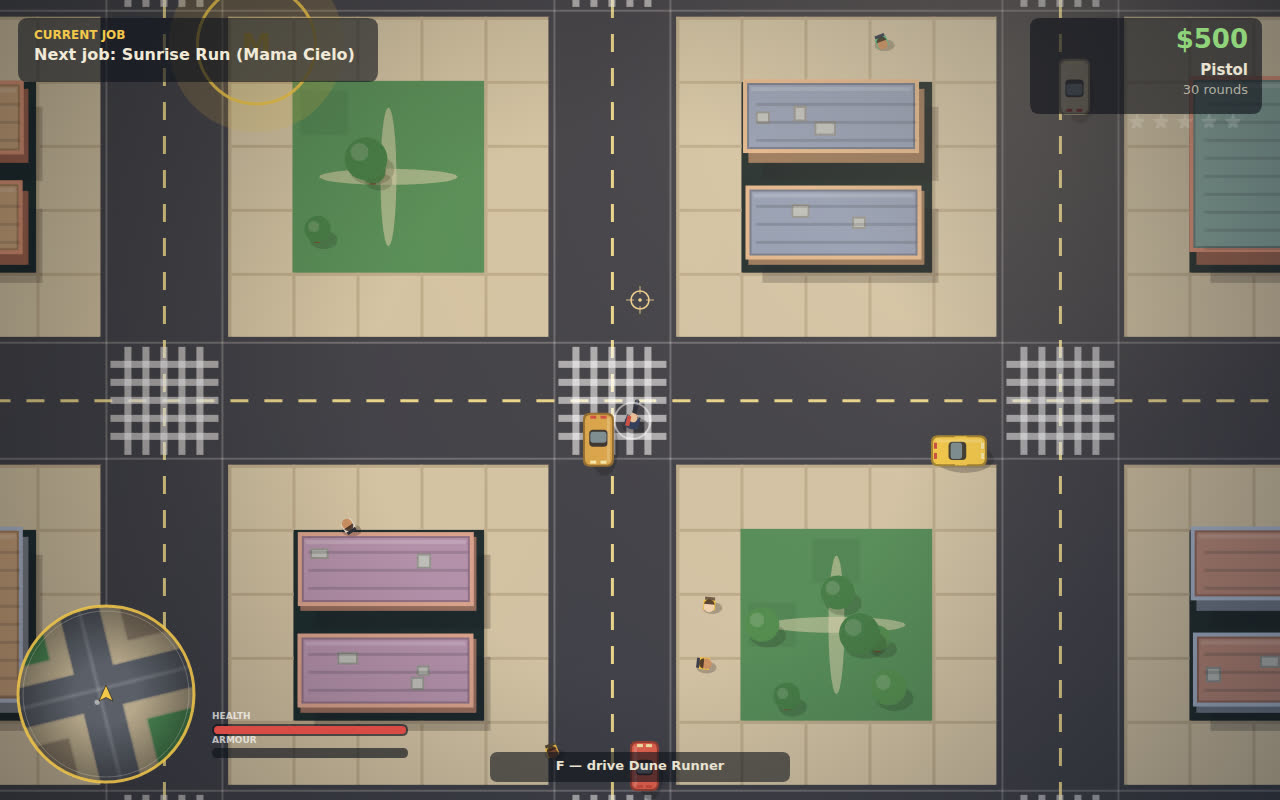 CURRENT JOB
Next job: Sunrise Run (Mama Cielo)
$500
Pistol
30 rounds
HEALTH
ARMOUR
F — drive Dune Runner